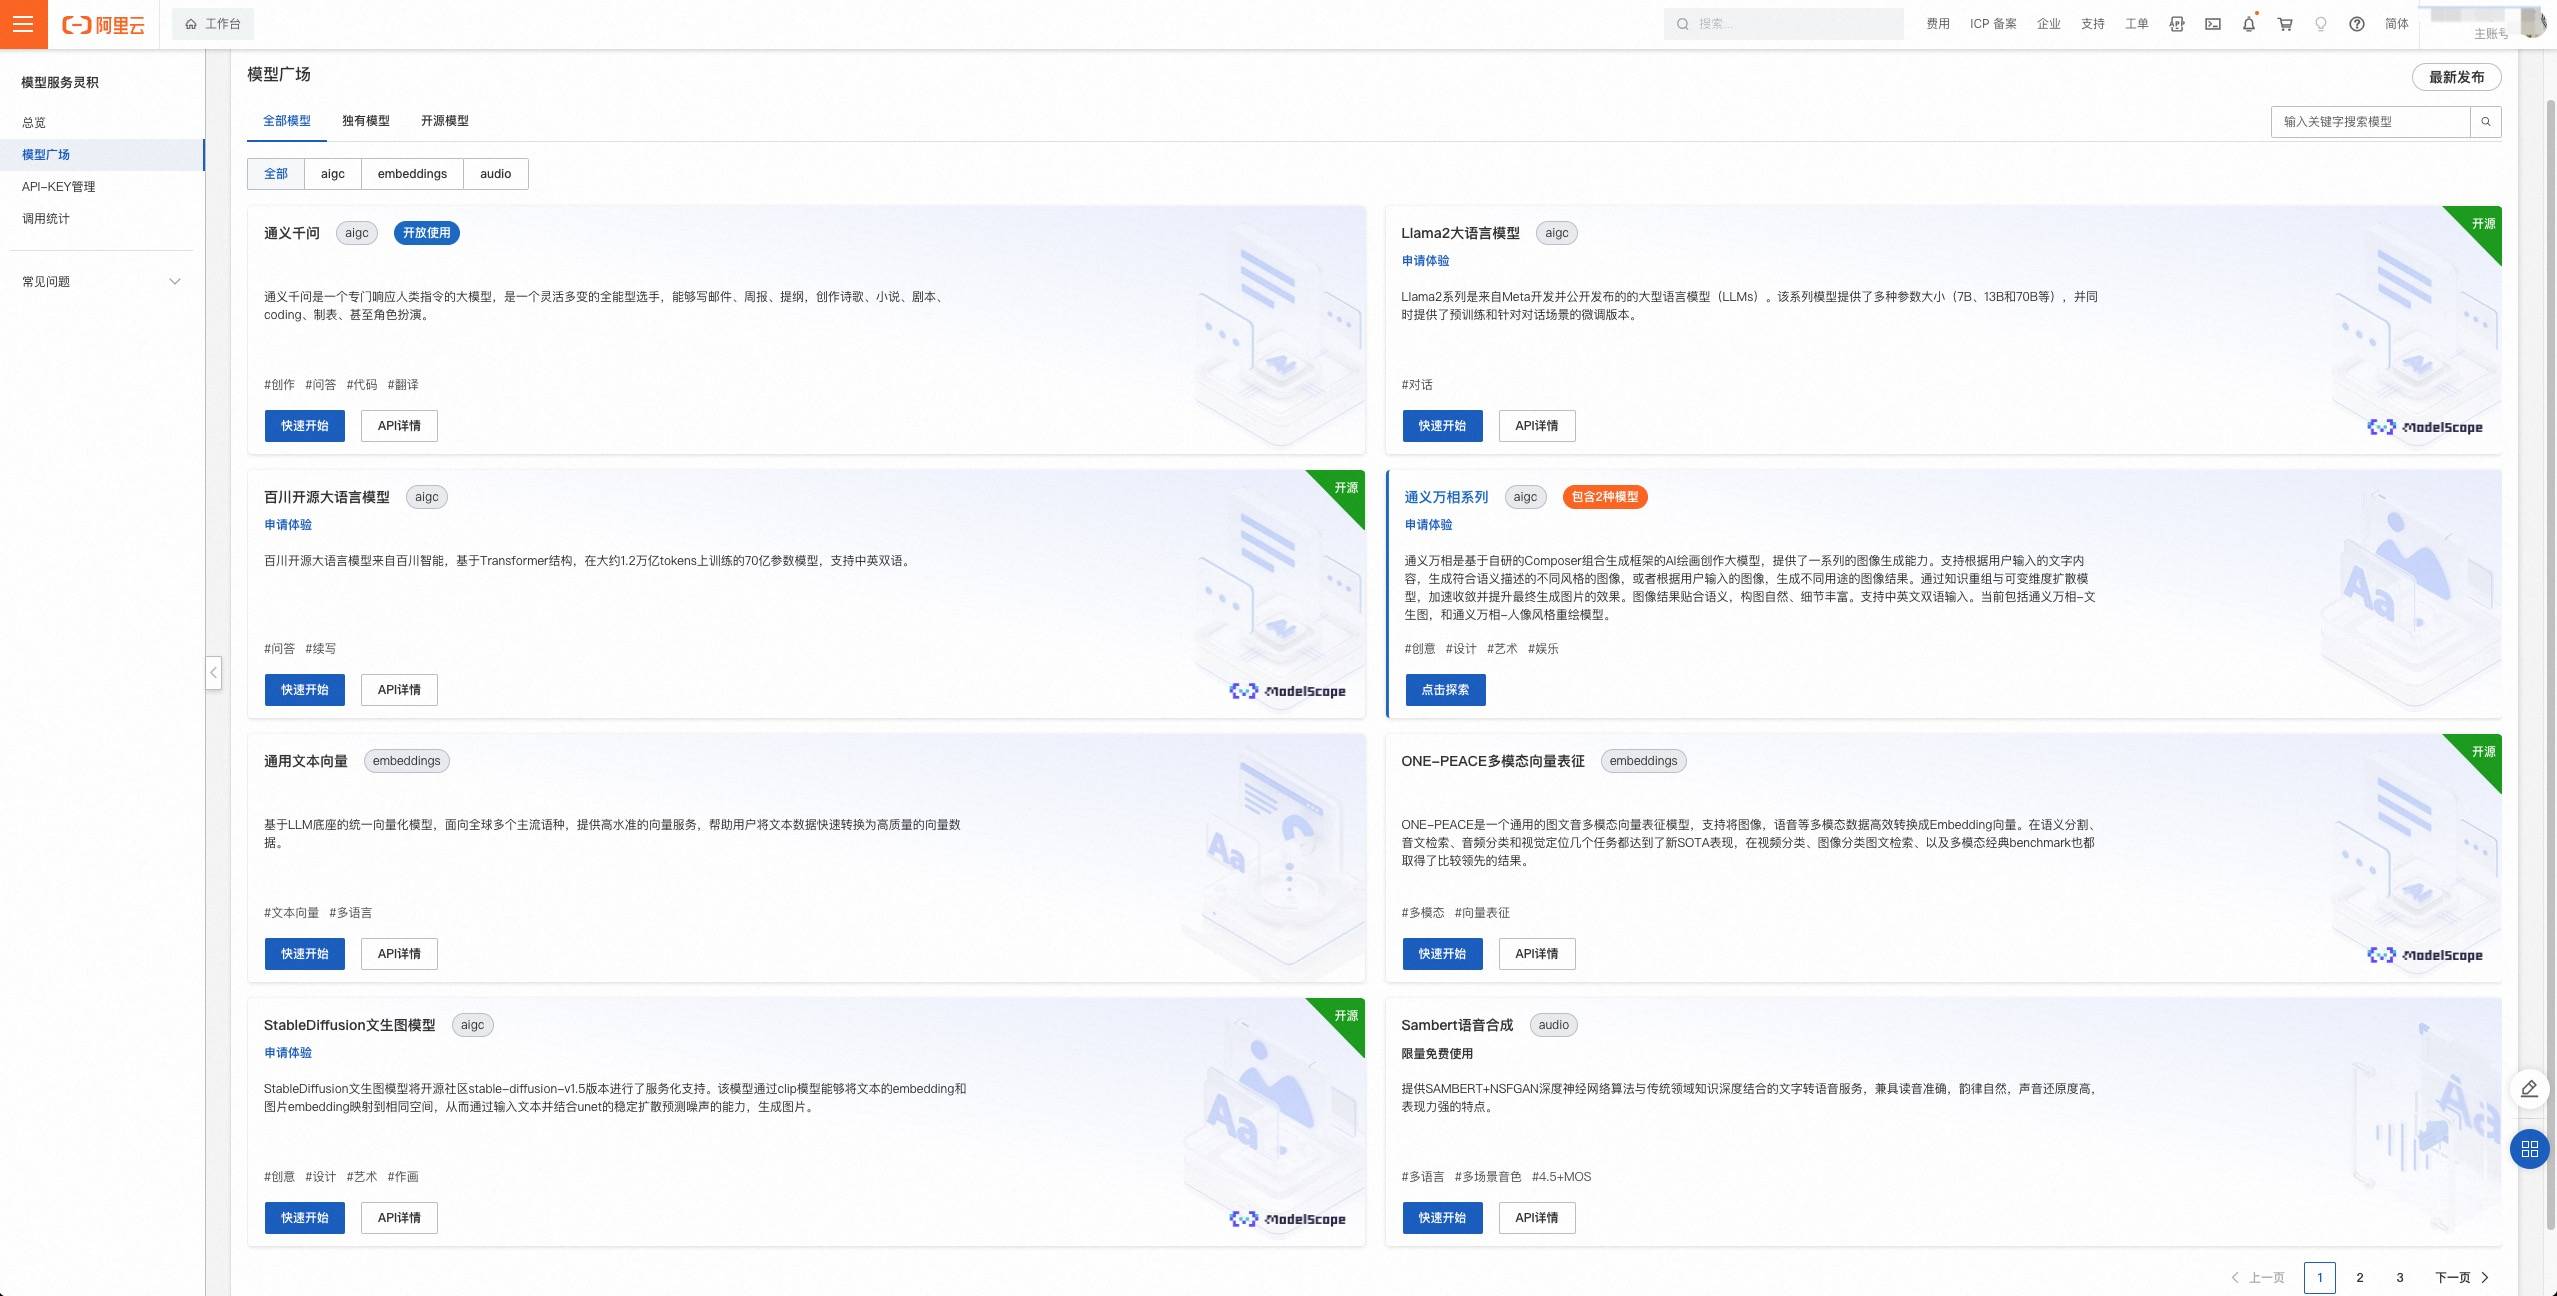 阿里云
工作台
搜索...
费用 ICP 备案 企业 支持 工单 简体
主账号
模型服务灵积
总览
模型广场
API-KEY管理
调用统计
常见问题
模型广场
最新发布
全部模型 独有模型 开源模型
输入关键字搜索模型
全部 aigc embeddings audio
通义千问 aigc 开放使用
通义千问是一个专门响应人类指令的大模型，是一个灵活多变的全能型选手，能够写邮件、周报、提纲，创作诗歌、小说、剧本、
coding、制表、甚至角色扮演。
#创作 #问答 #代码 #翻译
快速开始 API详情
Llama2大语言模型 aigc
开源
申请体验
Llama2系列是来自Meta开发并公开发布的的大型语言模型（LLMs）。该系列模型提供了多种参数大小（7B、13B和70B等），并同
时提供了预训练和针对对话场景的微调版本。
#对话
快速开始 API详情
ModelScope
百川开源大语言模型 aigc
开源
申请体验
百川开源大语言模型来自百川智能，基于Transformer结构，在大约1.2万亿tokens上训练的70亿参数模型，支持中英双语。
#问答 #续写
快速开始 API详情
ModelScope
通义万相系列 aigc 包含2种模型
申请体验
通义万相是基于自研的Composer组合生成框架的AI绘画创作大模型，提供了一系列的图像生成能力。支持根据用户输入的文字内
容，生成符合语义描述的不同风格的图像，或者根据用户输入的图像，生成不同用途的图像结果。通过知识重组与可变维度扩散模
型，加速收敛并提升最终生成图片的效果。图像结果贴合语义，构图自然、细节丰富。支持中英文双语输入。当前包括通义万相-文
生图，和通义万相-人像风格重绘模型。
#创意 #设计 #艺术 #娱乐
点击探索
Aa
通用文本向量 embeddings
基于LLM底座的统一向量化模型，面向全球多个主流语种，提供高水准的向量服务，帮助用户将文本数据快速转换为高质量的向量数
据。
#文本向量 #多语言
快速开始 API详情
Aa
ONE-PEACE多模态向量表征 embeddings
开源
ONE-PEACE是一个通用的图文音多模态向量表征模型，支持将图像，语音等多模态数据高效转换成Embedding向量。在语义分割、
音文检索、音频分类和视觉定位几个任务都达到了新SOTA表现，在视频分类、图像分类图文检索、以及多模态经典benchmark也都
取得了比较领先的结果。
#多模态 #向量表征
快速开始 API详情
ModelScope
StableDiffusion文生图模型 aigc
开源
申请体验
StableDiffusion文生图模型将开源社区stable-diffusion-v1.5版本进行了服务化支持。该模型通过clip模型能够将文本的embedding和
图片embedding映射到相同空间，从而通过输入文本并结合unet的稳定扩散预测噪声的能力，生成图片。
#创意 #设计 #艺术 #作画
快速开始 API详情
Aa
ModelScope
Sambert语音合成 audio
限量免费使用
提供SAMBERT+NSFGAN深度神经网络算法与传统领域知识深度结合的文字转语音服务，兼具读音准确，韵律自然，声音还原度高，
表现力强的特点。
#多语言 #多场景音色 #4.5+MOS
快速开始 API详情
Aa
上一页 1 2 3 下一页